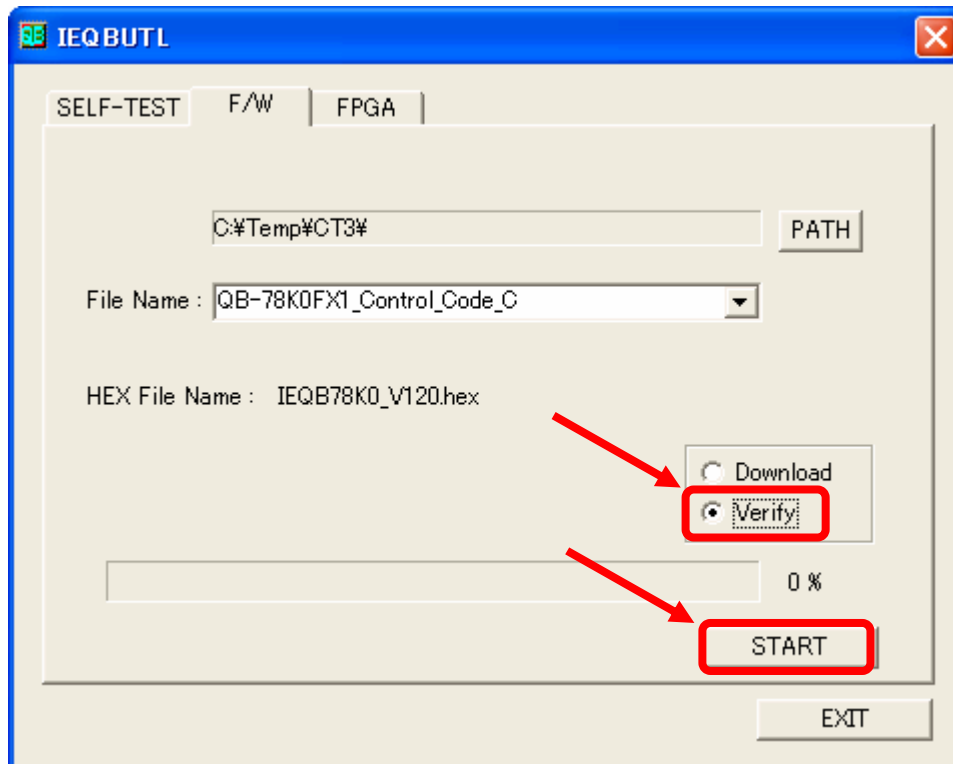 IEQBUTL
SELF-TEST F/W FPGA
C:¥Temp¥CT3¥ PATH
File Name : QB-78K0FX1_Control_Code_C
HEX File Name : IEQB78K0_V120.hex
Download
Verify
0 %
START
EXIT